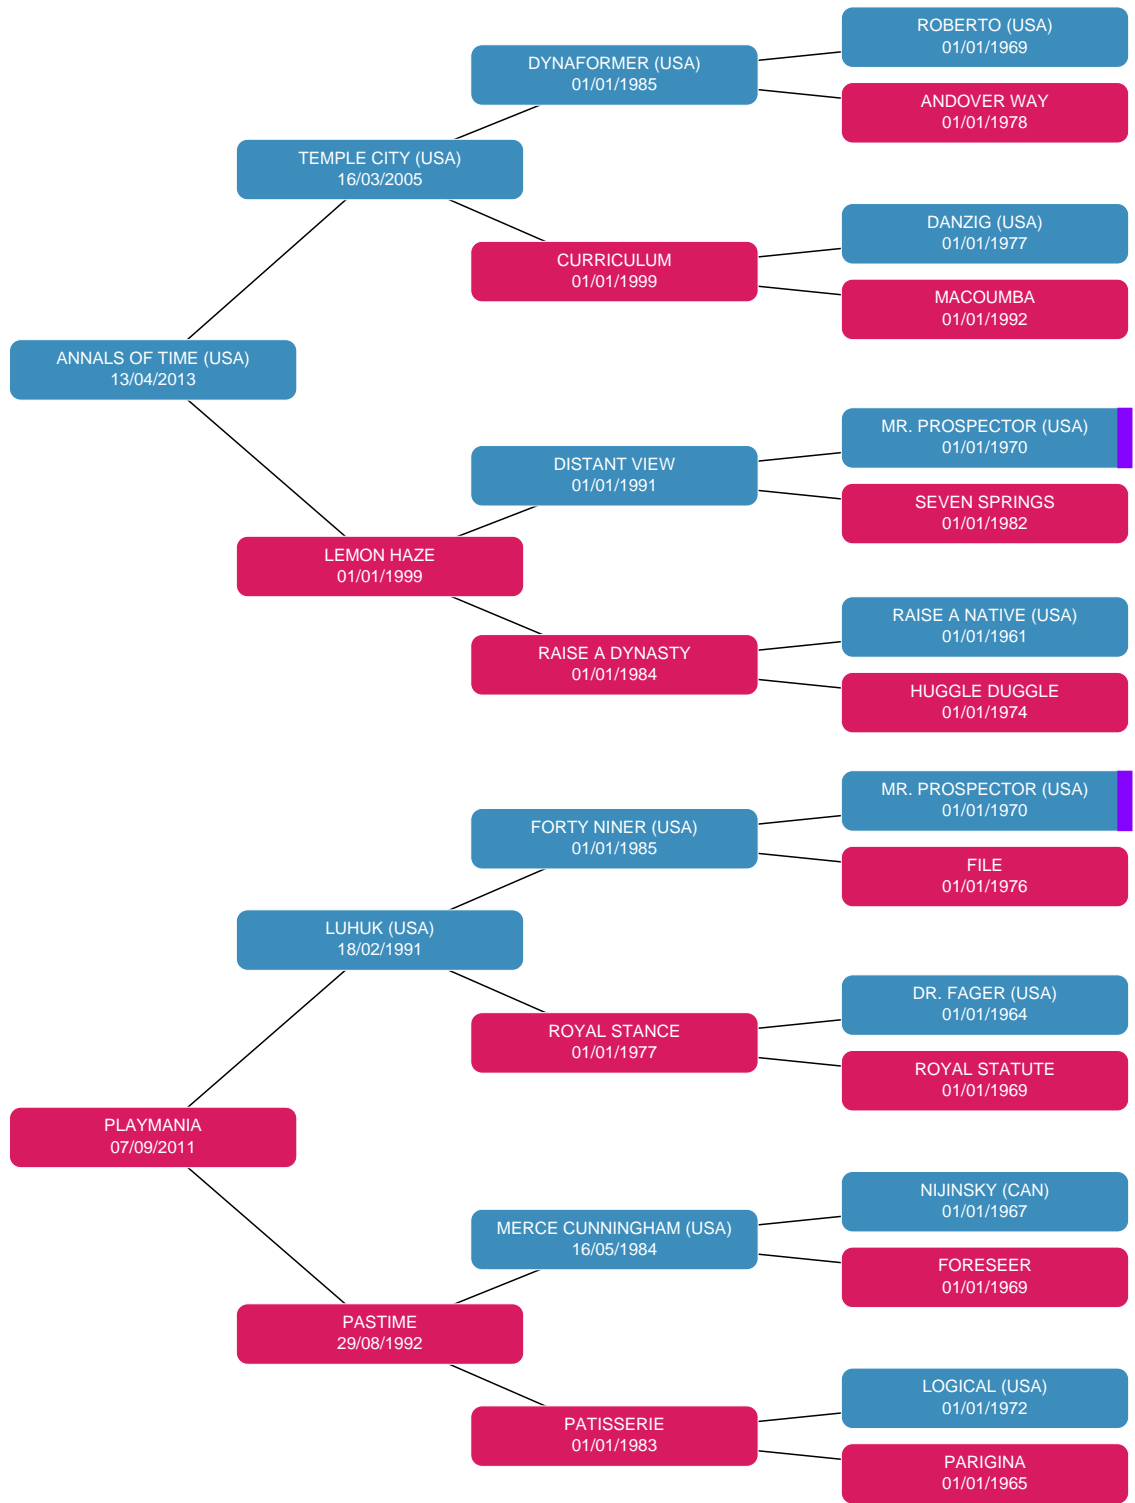 ROBERTO (USA)
01/01/1969
DYNAFORMER (USA)
01/01/1985
ANDOVER WAY
01/01/1978
TEMPLE CITY (USA)
16/03/2005
DANZIG (USA)
01/01/1977
CURRICULUM
01/01/1999
MACOUMBA
01/01/1992
ANNALS OF TIME (USA)
13/04/2013
MR. PROSPECTOR (USA)
01/01/1970
DISTANT VIEW
01/01/1991
SEVEN SPRINGS
01/01/1982
LEMON HAZE
01/01/1999
RAISE A NATIVE (USA)
01/01/1961
RAISE A DYNASTY
01/01/1984
HUGGLE DUGGLE
01/01/1974
MR. PROSPECTOR (USA)
01/01/1970
FORTY NINER (USA)
01/01/1985
FILE
01/01/1976
LUHUK (USA)
18/02/1991
DR. FAGER (USA)
01/01/1964
ROYAL STANCE
01/01/1977
ROYAL STATUTE
01/01/1969
PLAYMANIA
07/09/2011
NIJINSKY (CAN)
01/01/1967
MERCE CUNNINGHAM (USA)
16/05/1984
FORESEER
01/01/1969
PASTIME
29/08/1992
LOGICAL (USA)
01/01/1972
PATISSERIE
01/01/1983
PARIGINA
01/01/1965